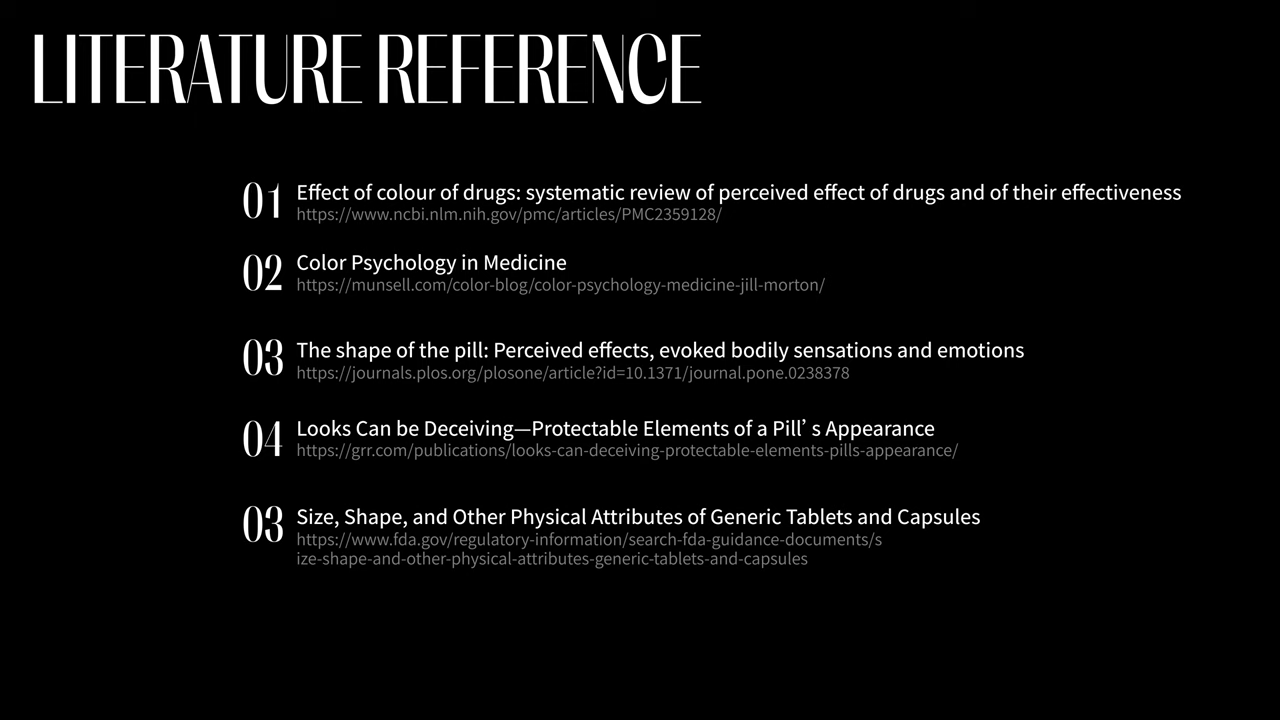 LITERATURE REFERENCE
01 Effect of colour of drugs: systematic review of perceived effect of drugs and of their effectiveness
https://www.ncbi.nlm.nih.gov/pmc/articles/PMC2359128/
02 Color Psychology in Medicine
https://munsell.com/color-blog/color-psychology-medicine-jill-morton/
03 The shape of the pill: Perceived effects, evoked bodily sensations and emotions
https://journals.plos.org/plosone/article?id=10.1371/journal.pone.0238378
04 Looks Can be Deceiving—Protectable Elements of a Pill’ s Appearance
https://grr.com/publications/looks-can-deceiving-protectable-elements-pills-appearance/
03 Size, Shape, and Other Physical Attributes of Generic Tablets and Capsules
https://www.fda.gov/regulatory-information/search-fda-guidance-documents/s
ize-shape-and-other-physical-attributes-generic-tablets-and-capsules